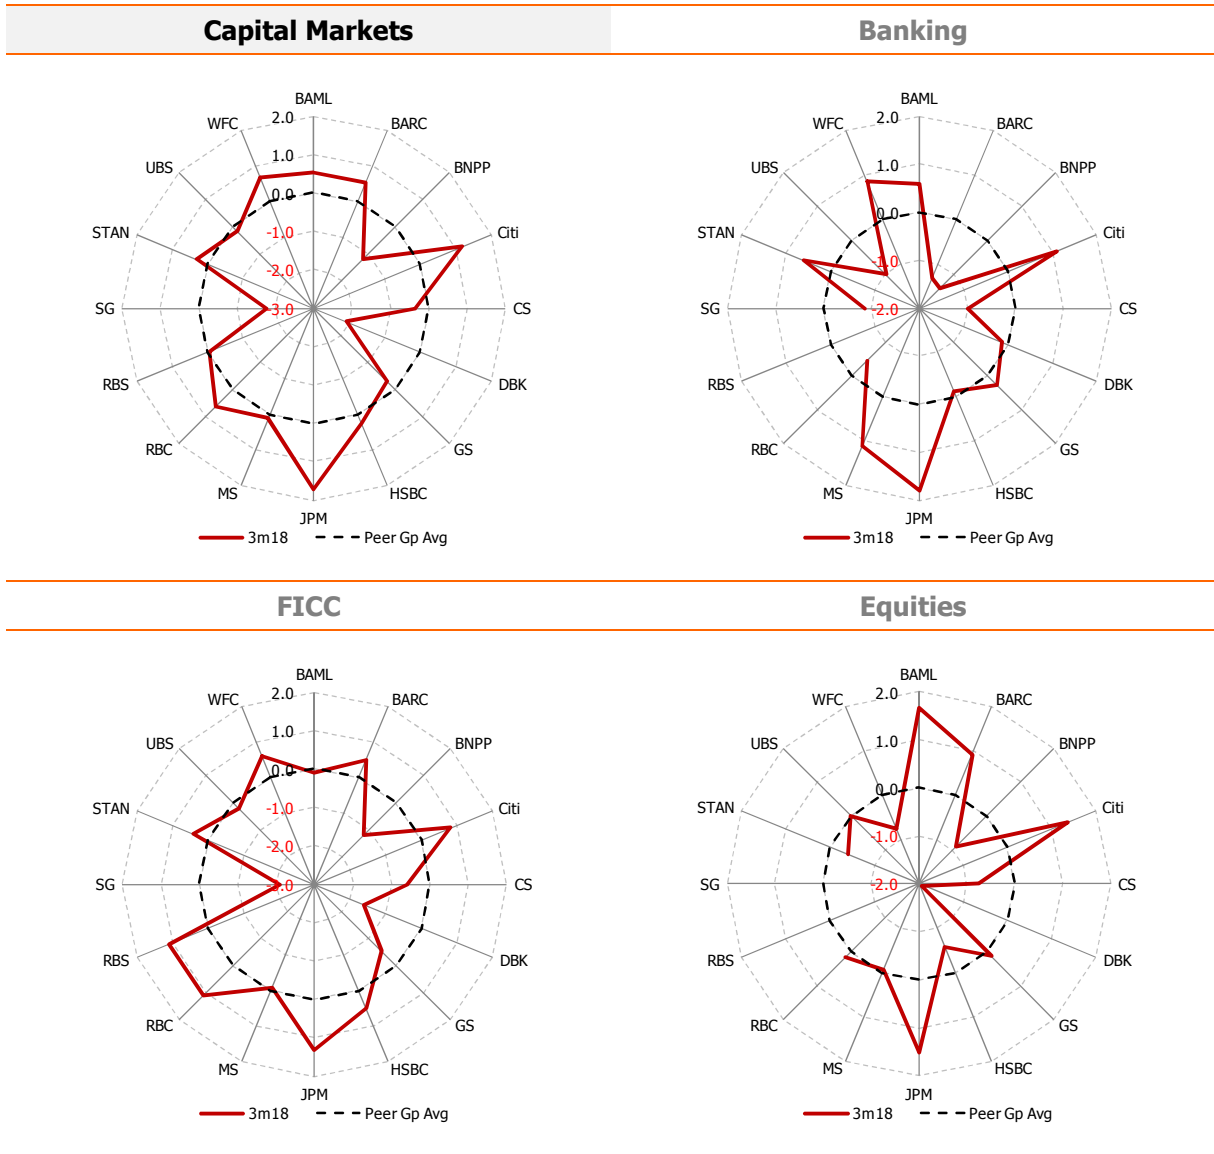 Capital Markets
Banking
BAML
BARC
BNPP
Citi
CS
DBK
GS
HSBC
JPM
MS
RBC
RBS
SG
STAN
UBS
WFC
2.0
1.0
0.0
-1.0
-2.0
-3.0
3m18
Peer Gp Avg
BAML
BARC
BNPP
Citi
CS
DBK
GS
HSBC
JPM
MS
RBC
RBS
SG
STAN
UBS
WFC
2.0
1.0
0.0
-1.0
-2.0
3m18
Peer Gp Avg
FICC
Equities
BAML
BARC
BNPP
Citi
CS
DBK
GS
HSBC
JPM
MS
RBC
RBS
SG
STAN
UBS
WFC
2.0
1.0
0.0
-1.0
-2.0
-3.0
3m18
Peer Gp Avg
BAML
BARC
BNPP
Citi
CS
DBK
GS
HSBC
JPM
MS
RBC
RBS
SG
STAN
UBS
WFC
2.0
1.0
0.0
-1.0
-2.0
3m18
Peer Gp Avg